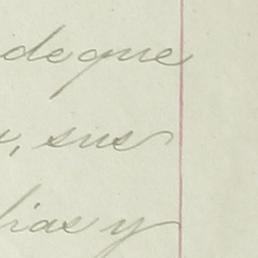 de que
, sus
lias y